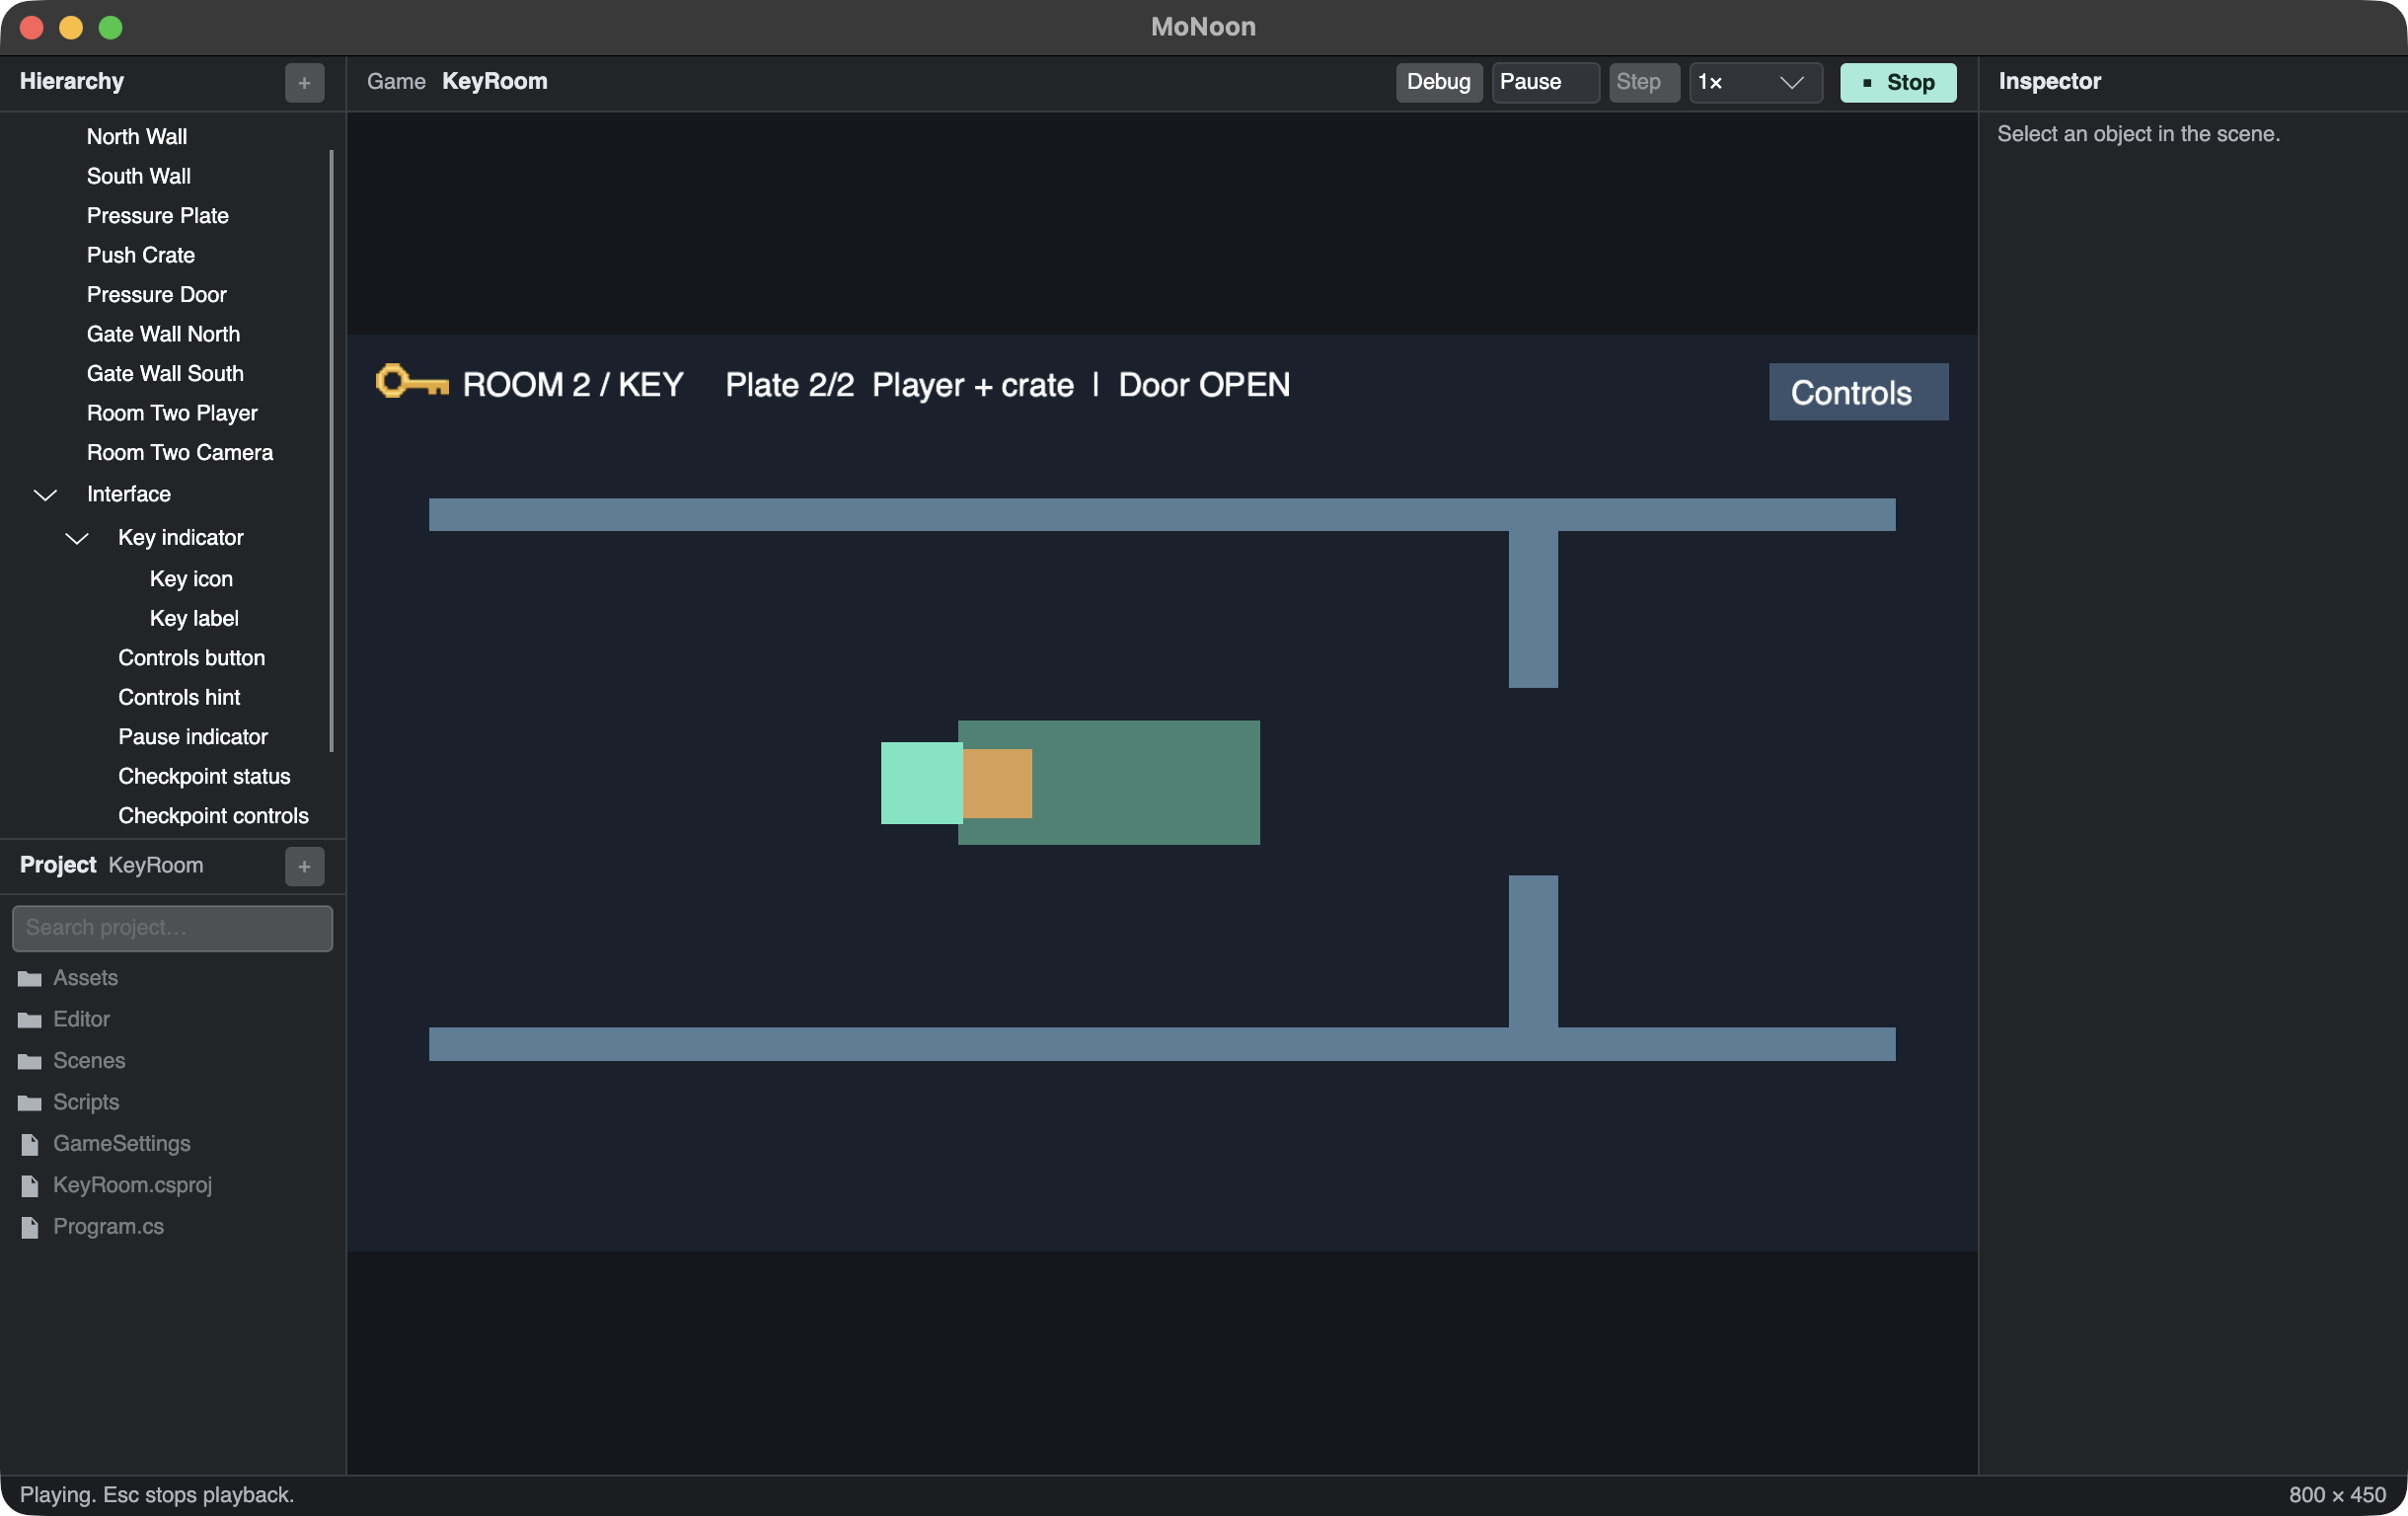 MoNoon
Hierarchy +
North Wall
South Wall
Pressure Plate
Push Crate
Pressure Door
Gate Wall North
Gate Wall South
Room Two Player
Room Two Camera
Interface
Key indicator
Key icon
Key label
Controls button
Controls hint
Pause indicator
Checkpoint status
Checkpoint controls
Project KeyRoom +
Search project...
Assets
Editor
Scenes
Scripts
GameSettings
KeyRoom.csproj
Program.cs
Game KeyRoom Debug Pause Step 1× Stop
ROOM 2 / KEY Plate 2/2 Player + crate | Door OPEN
Controls
Inspector
Select an object in the scene.
Playing. Esc stops playback.
800 × 450